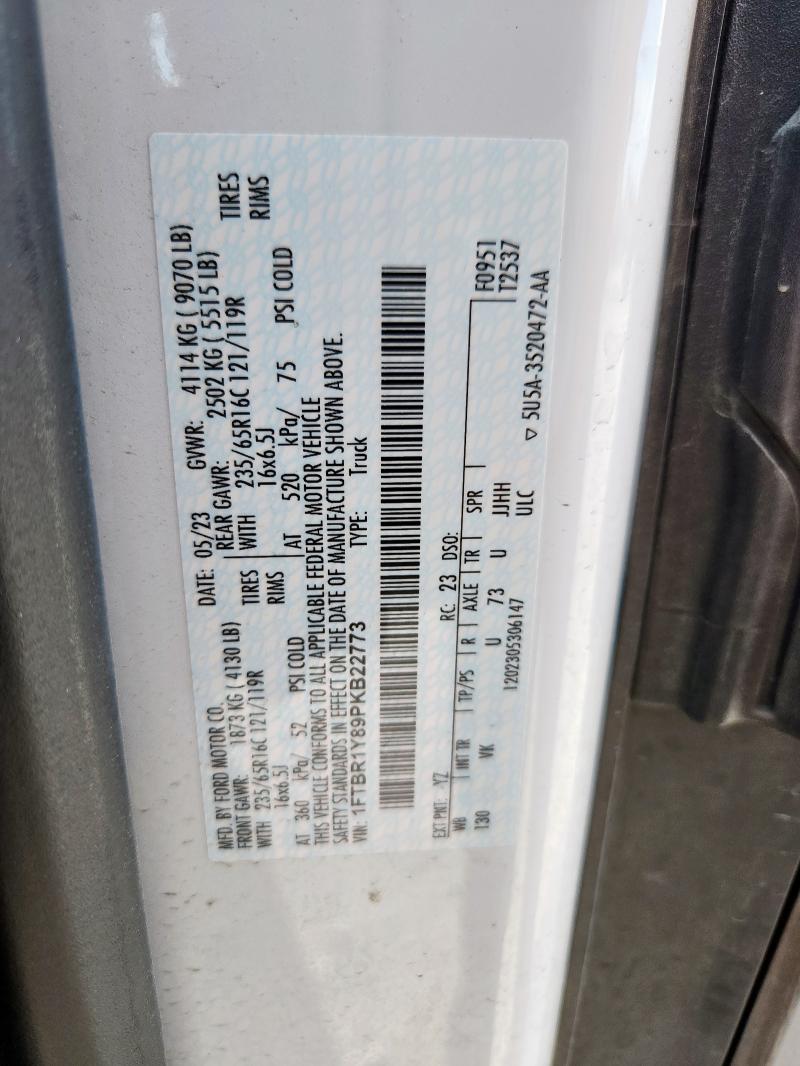 MFD. BY FORD MOTOR CO.
DATE: 05/23 GVWR: 4114 KG ( 9070 LB)
FRONT GAWR: 1873 KG ( 4130 LB) REAR GAWR: 2502 KG ( 5515 LB)
WITH 235/65R16C 121/119R TIRES WITH 235/65R16C 121/119R TIRES
16x6.5J RIMS 16x6.5J RIMS
AT 360 kPa/ 52 PSI COLD AT 520 kPa/ 75 PSI COLD
THIS VEHICLE CONFORMS TO ALL APPLICABLE FEDERAL MOTOR VEHICLE
SAFETY STANDARDS IN EFFECT ON THE DATE OF MANUFACTURE SHOWN ABOVE.
VIN: 1FTBR1Y89PKB22773 TYPE: Truck
EXT PNT: YZ RC: 23 DSO:
WB INT TR TP/PS R AXLE TR SPR F0951
130 VK U 73 U JJHH T2537
1202305306147 ULC
▽ 5U5A-3520472-AA